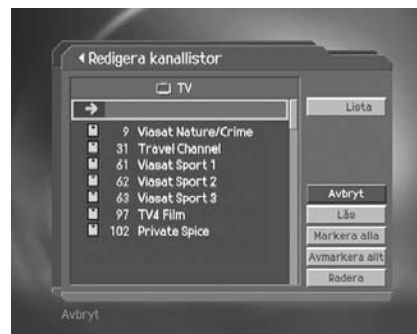 Redigera kanallistor
TV
Lista
9 Viasat Nature/Crime
31 Travel Channel
61 Viasat Sport 1
62 Viasat Sport 2
63 Viasat Sport 3
97 TV4 Film
102 Private Spice
Avbryt
Lås
Markera alla
Avmarkera allt
Radera
Avbryt